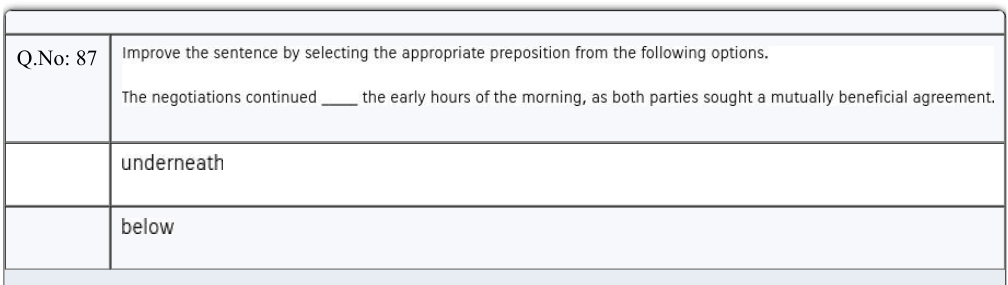 Q.No: 87
Improve the sentence by selecting the appropriate preposition from the following options.
The negotiations continued ____ the early hours of the morning, as both parties sought a mutually beneficial agreement.
underneath
below